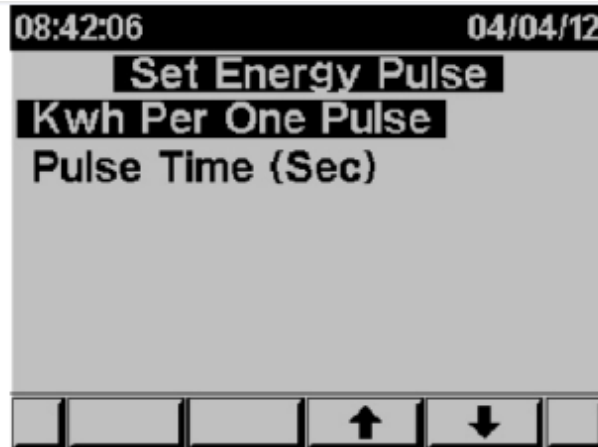 08:42:06 04/04/12
Set Energy Pulse
Kwh Per One Pulse
Pulse Time (Sec)